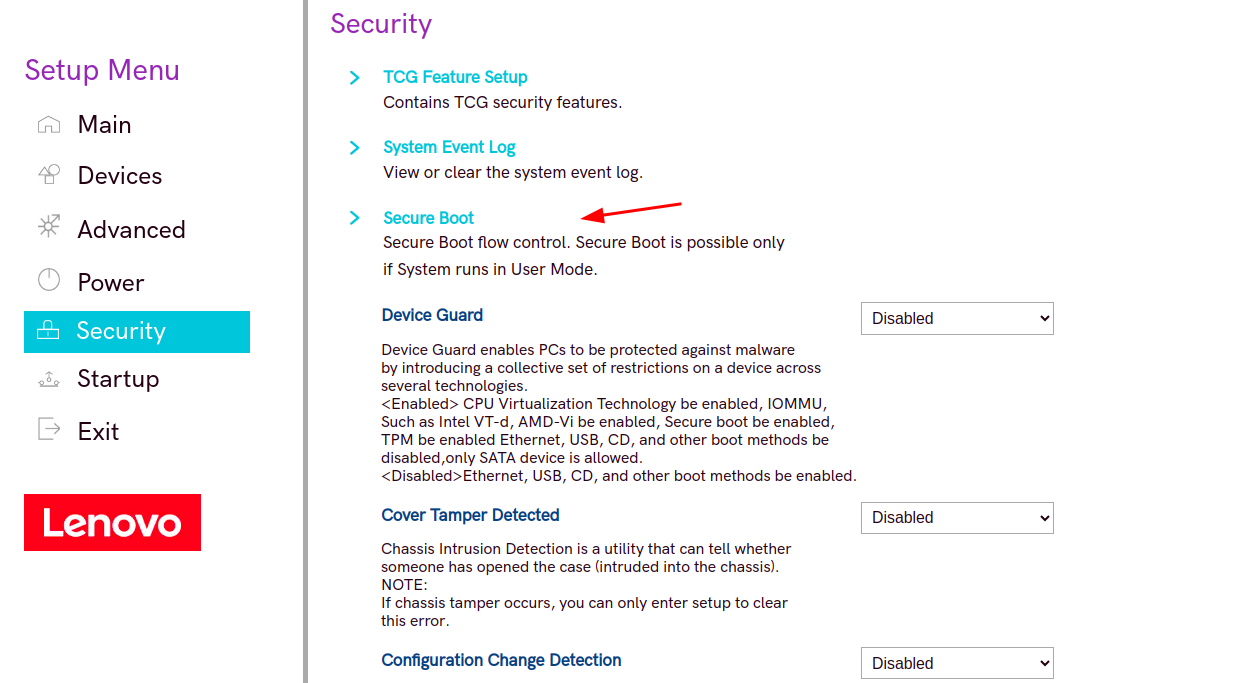 Setup Menu
Main
Devices
Advanced
Power
Security
Startup
Exit
Lenovo
Security
TCG Feature Setup
Contains TCG security features.
System Event Log
View or clear the system event log.
Secure Boot
Secure Boot flow control. Secure Boot is possible only
if System runs in User Mode.
Device Guard
Disabled
Device Guard enables PCs to be protected against malware
by introducing a collective set of restrictions on a device across
several technologies.
<Enabled> CPU Virtualization Technology be enabled, IOMMU,
Such as Intel VT-d, AMD-Vi be enabled, Secure boot be enabled,
TPM be enabled Ethernet, USB, CD, and other boot methods be
disabled,only SATA device is allowed.
<Disabled>Ethernet, USB, CD, and other boot methods be enabled.
Cover Tamper Detected
Disabled
Chassis Intrusion Detection is a utility that can tell whether
someone has opened the case (intruded into the chassis).
NOTE:
If chassis tamper occurs, you can only enter setup to clear
this error.
Configuration Change Detection
Disabled